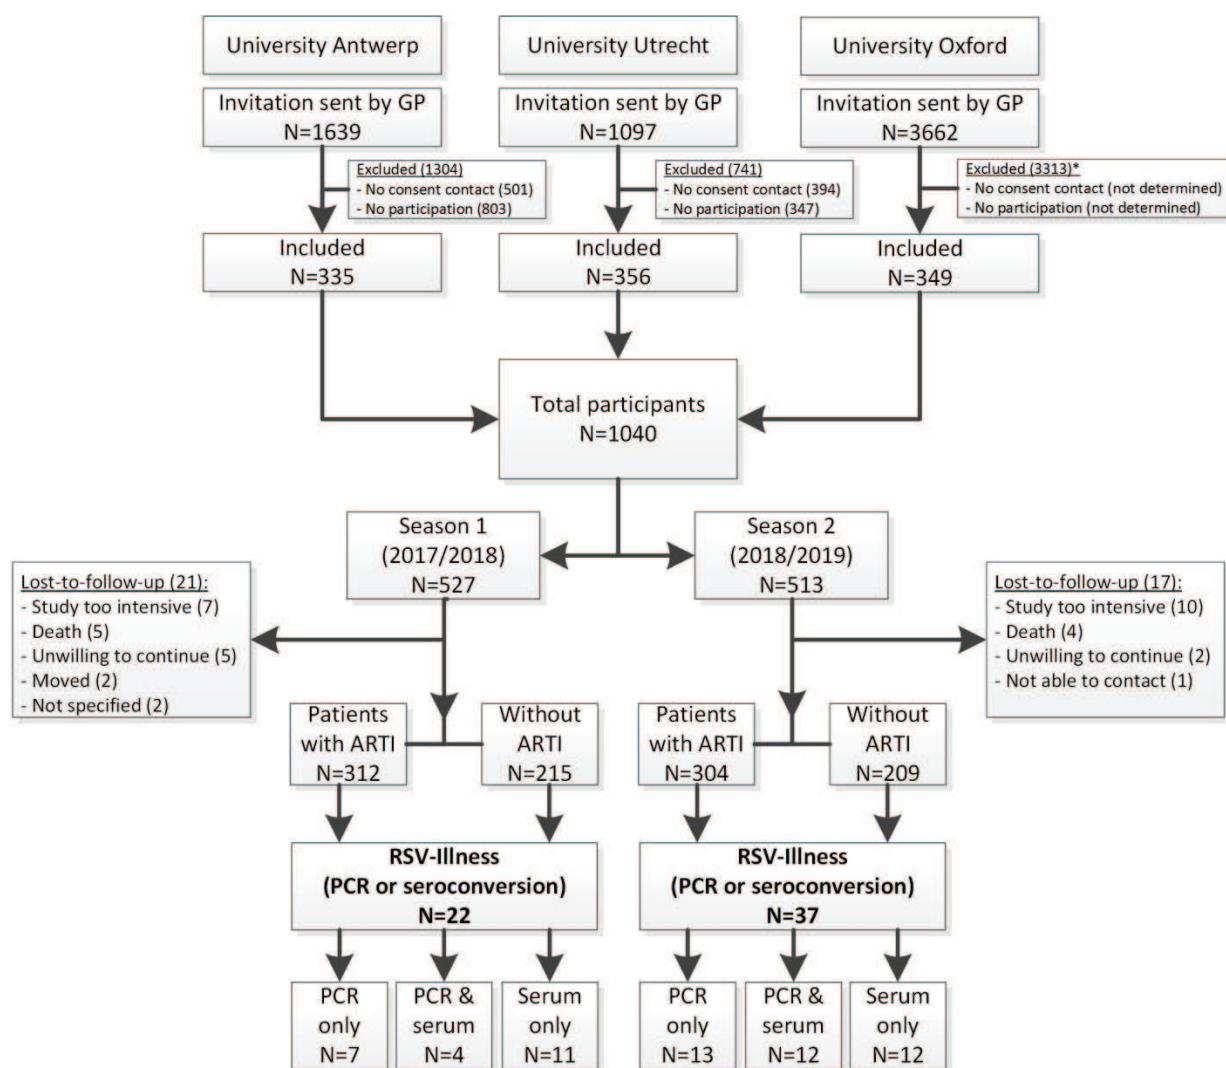 University Antwerp
University Utrecht
University Oxford
Invitation sent by GP
N=1639
Invitation sent by GP
N=1097
Invitation sent by GP
N=3662
Excluded (1304)
- No consent contact (501)
- No participation (803)
Excluded (741)
- No consent contact (394)
- No participation (347)
Excluded (3313)*
- No consent contact (not determined)
- No participation (not determined)
Included
N=335
Included
N=356
Included
N=349
Total participants
N=1040
Season 1
(2017/2018)
N=527
Season 2
(2018/2019)
N=513
Lost-to-follow-up (21):
- Study too intensive (7)
- Death (5)
- Unwilling to continue (5)
- Moved (2)
- Not specified (2)
Lost-to-follow-up (17):
- Study too intensive (10)
- Death (4)
- Unwilling to continue (2)
- Not able to contact (1)
Patients
with ARTI
N=312
Without
ARTI
N=215
Patients
with ARTI
N=304
Without
ARTI
N=209
RSV-Illness
(PCR or seroconversion)
N=22
RSV-Illness
(PCR or seroconversion)
N=37
PCR
only
N=7
PCR &
serum
N=4
Serum
only
N=11
PCR
only
N=13
PCR &
serum
N=12
Serum
only
N=12